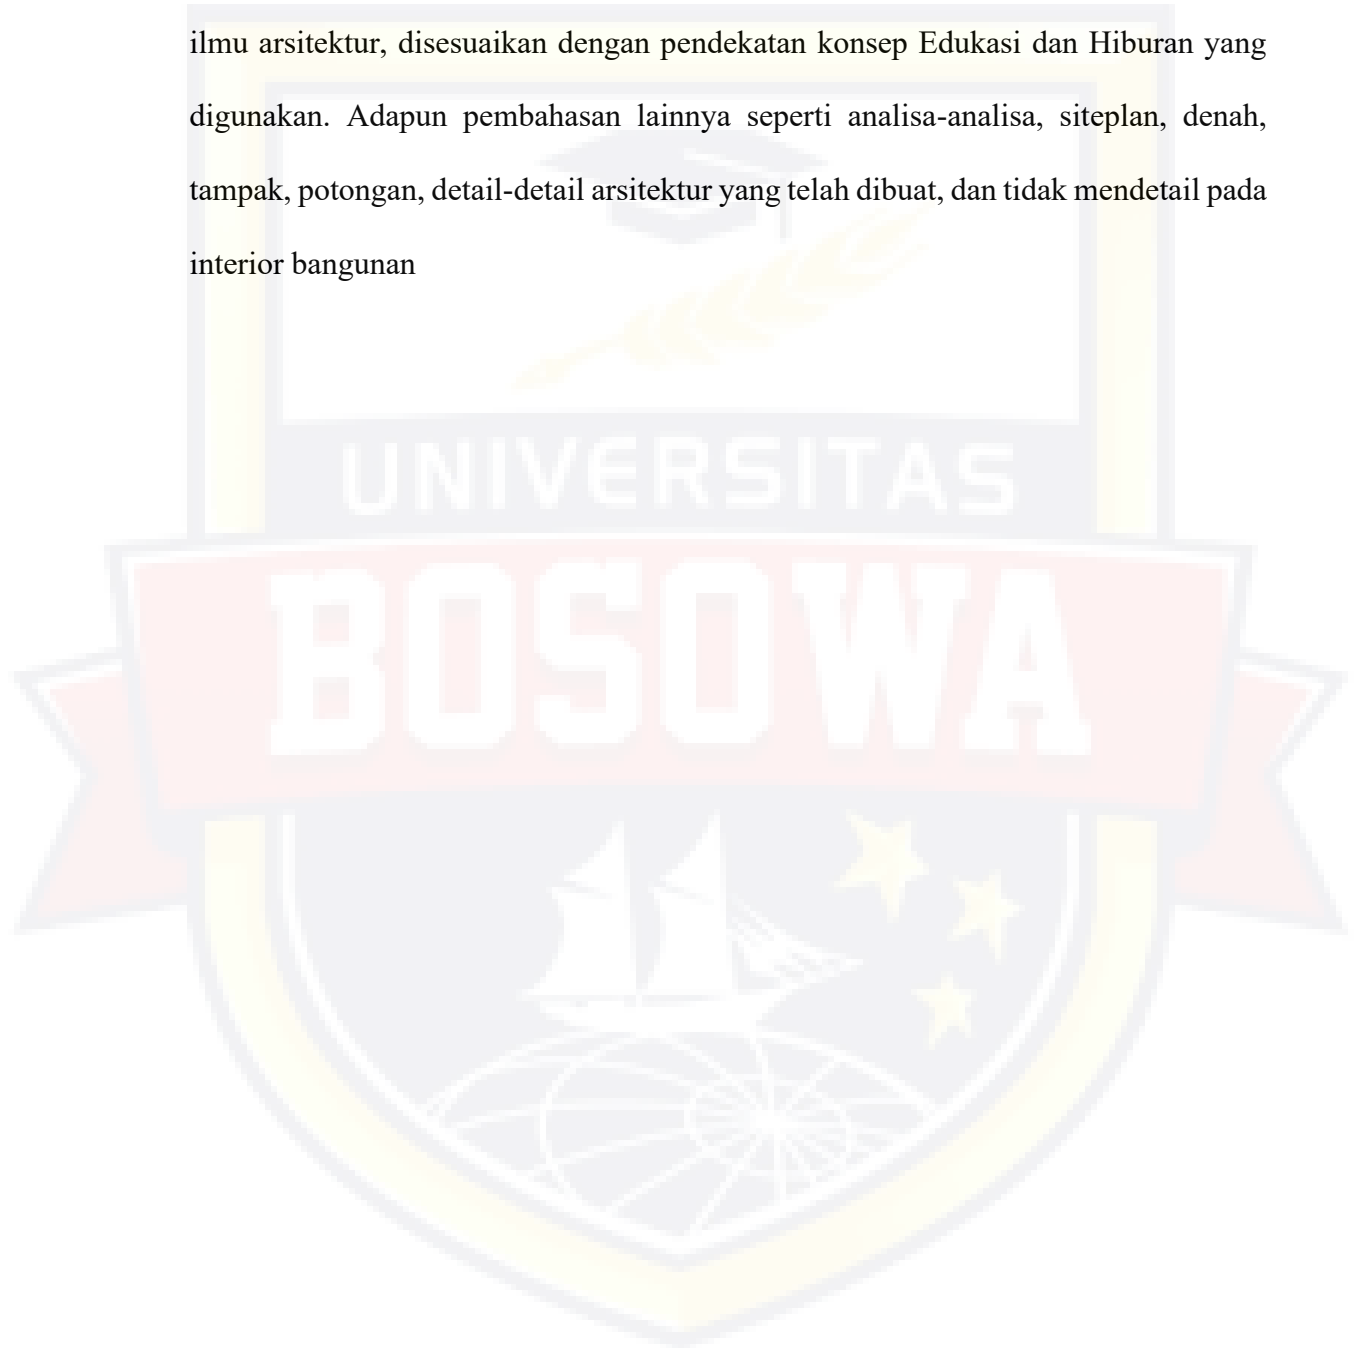 ilmu arsitektur, disesuaikan dengan pendekatan konsep Edukasi dan Hiburan yang
digunakan. Adapun pembahasan lainnya seperti analisa-analisa, siteplan, denah,
tampak, potongan, detail-detail arsitektur yang telah dibuat, dan tidak mendetail pada
interior bangunan
UNIVERSITAS
BOSOWA